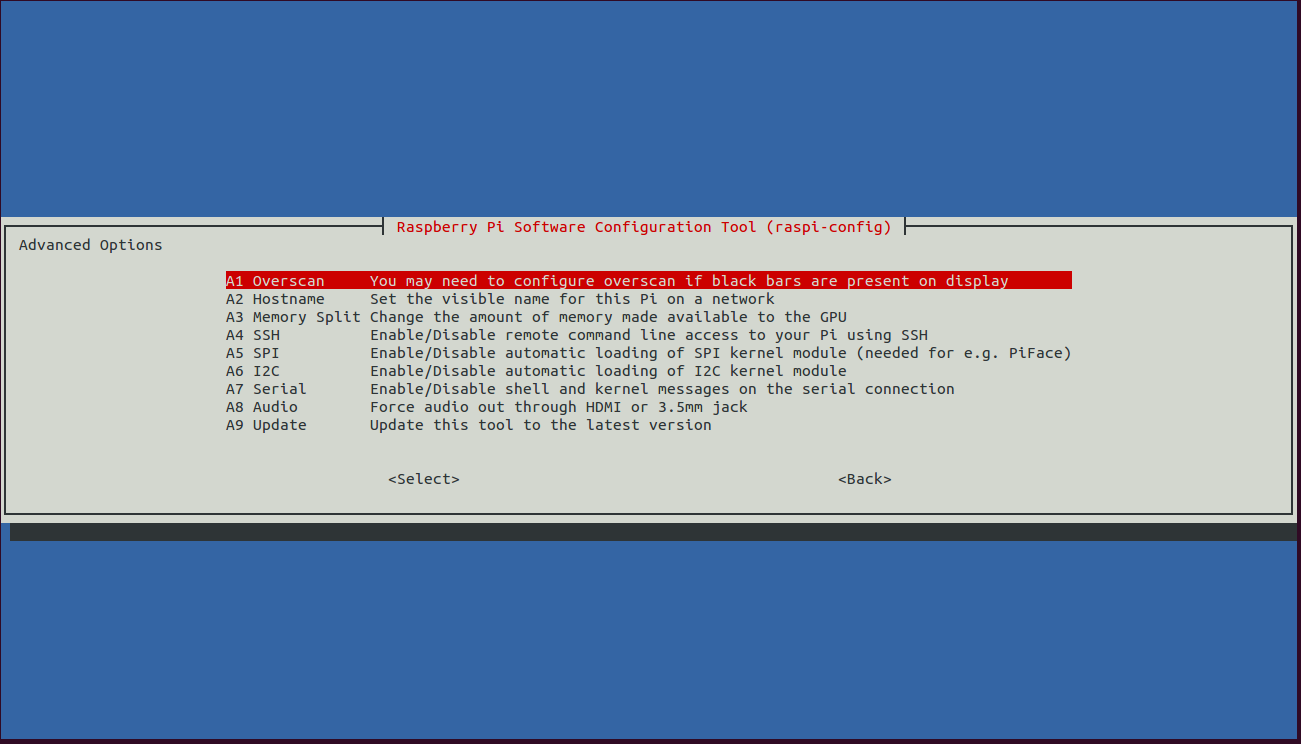 Raspberry Pi Software Configuration Tool (raspi-config)
Advanced Options
A1 Overscan You may need to configure overscan if black bars are present on display
A2 Hostname Set the visible name for this Pi on a network
A3 Memory Split Change the amount of memory made available to the GPU
A4 SSH Enable/Disable remote command line access to your Pi using SSH
A5 SPI Enable/Disable automatic loading of SPI kernel module (needed for e.g. PiFace)
A6 I2C Enable/Disable automatic loading of I2C kernel module
A7 Serial Enable/Disable shell and kernel messages on the serial connection
A8 Audio Force audio out through HDMI or 3.5mm jack
A9 Update Update this tool to the latest version
<Select> <Back>